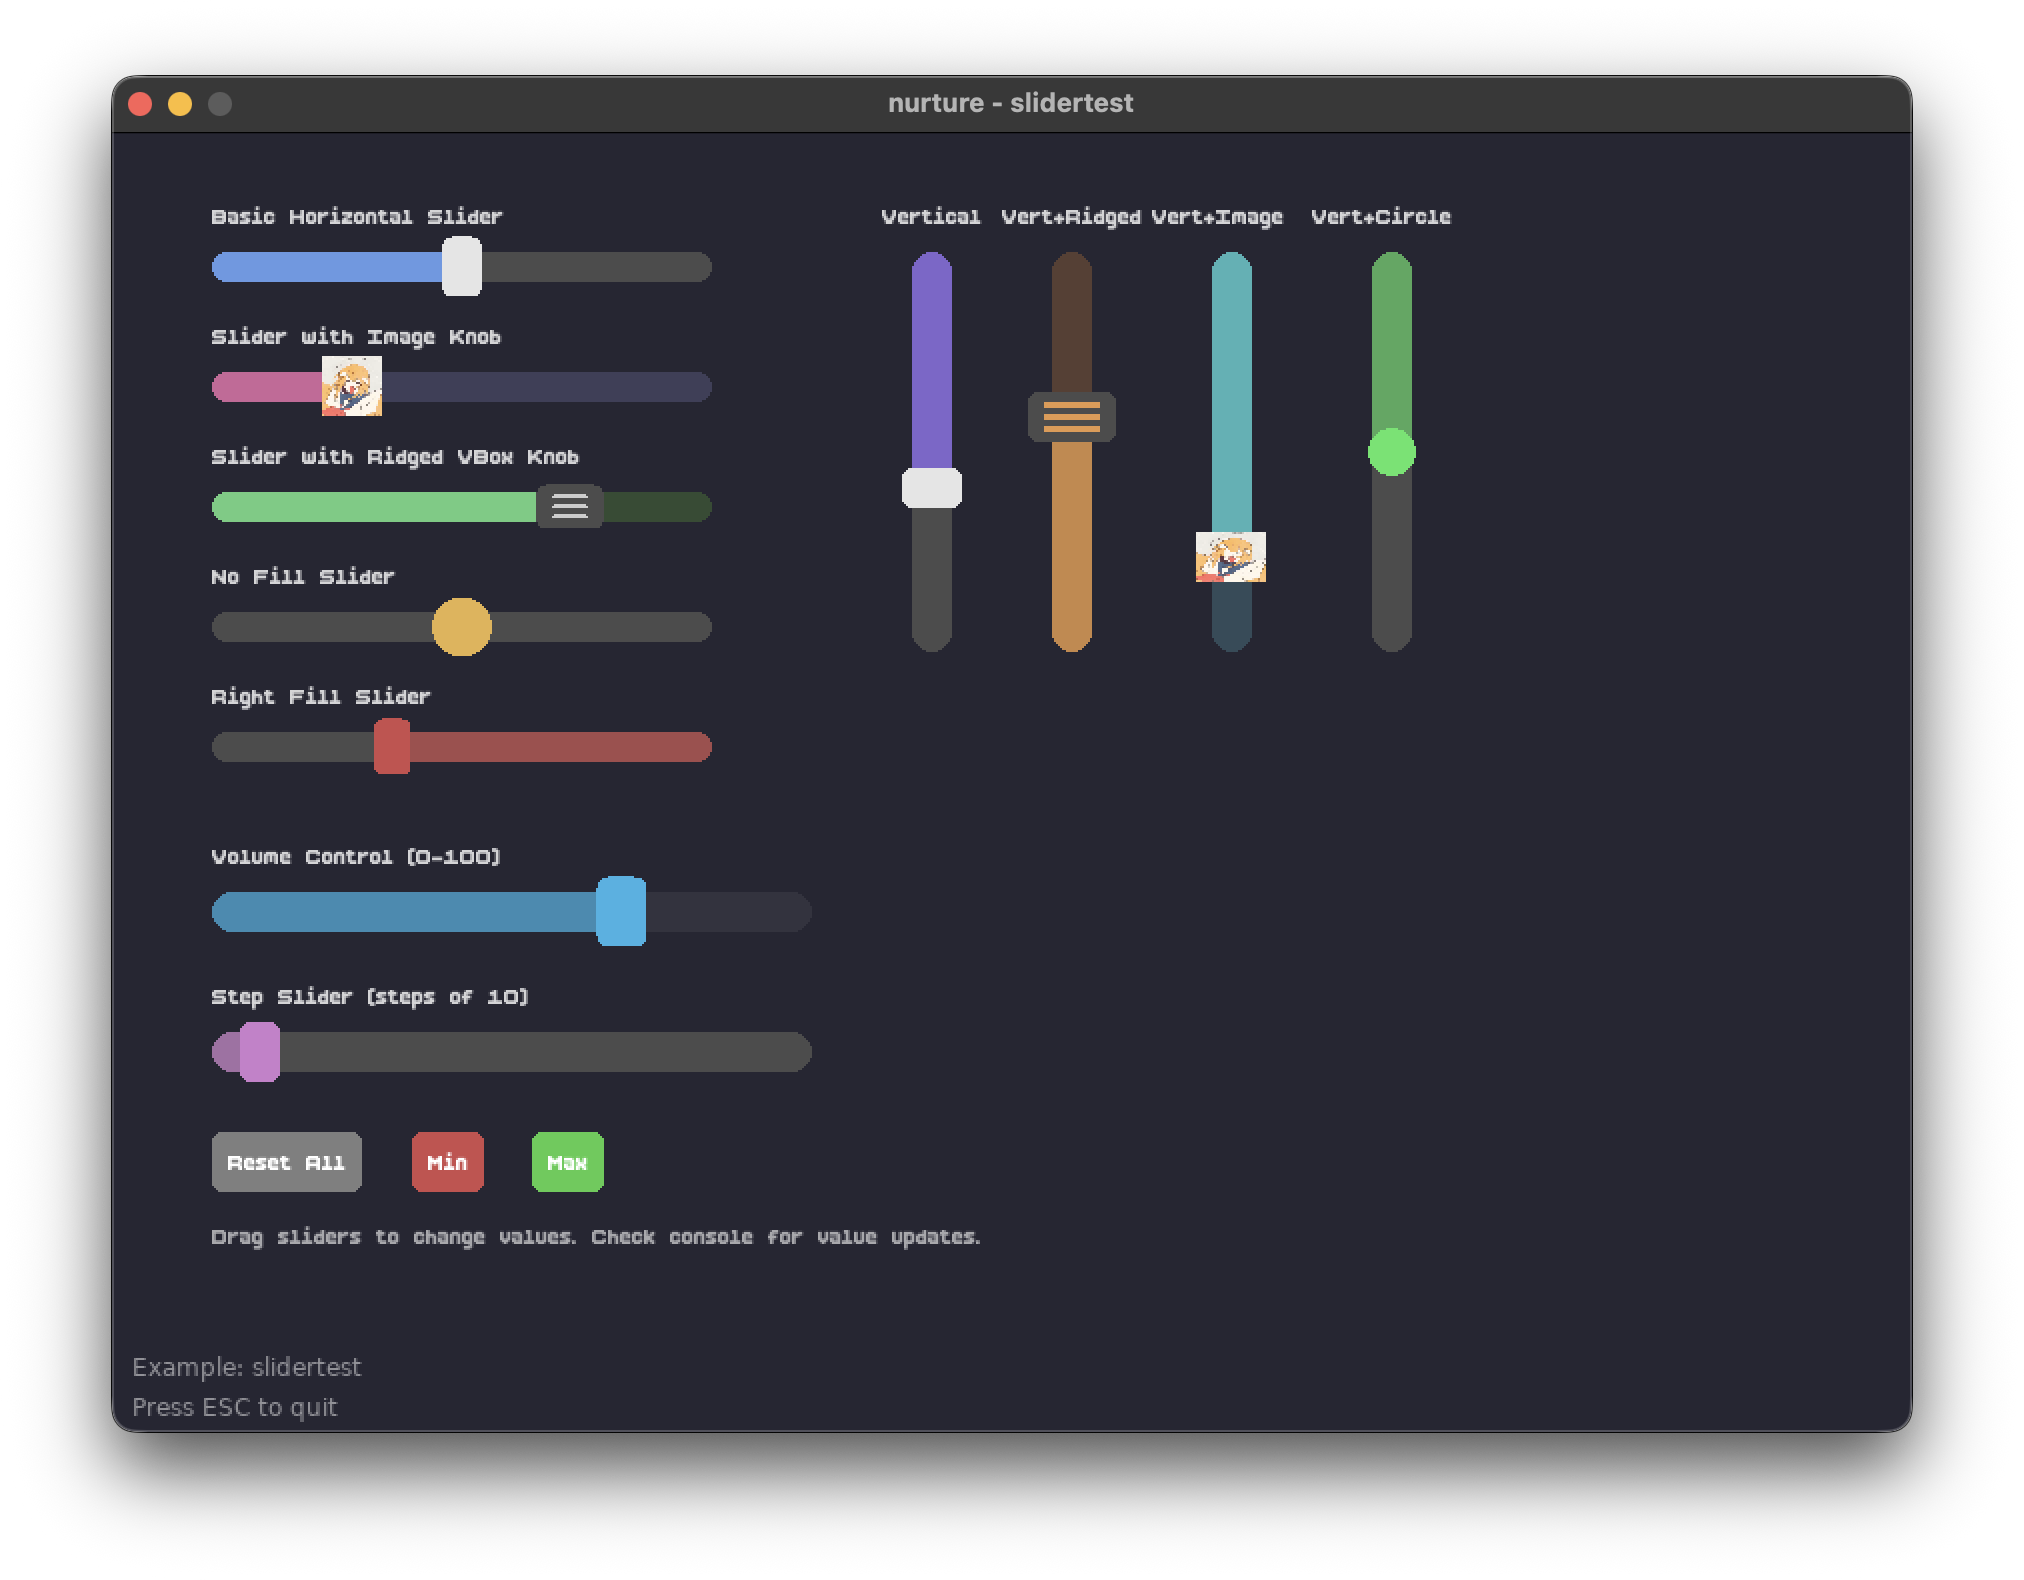 nurture - slidertest
Basic Horizontal Slider
Slider with Image Knob
Slider with Ridged VBox Knob
No Fill Slider
Right Fill Slider
Vertical Vert+Ridged Vert+Image Vert+Circle
Volume Control (0-100)
Step Slider (steps of 10)
Reset All Min Max
Drag sliders to change values. Check console for value updates.
Example: slidertest
Press ESC to quit